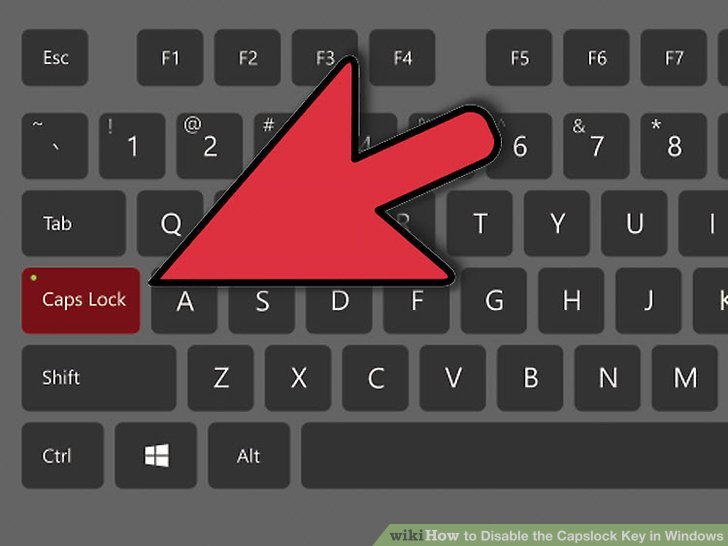 Esc F1 F2 F3 F4 F5 F6 F7
~ ` ! 1 @ 2 # 6 & 7 * 8
Tab Q T Y U I
Caps Lock A S D F G H J K
Shift Z X C V B N M
Ctrl Alt
wikiHow to Disable the Capslock Key in Windows